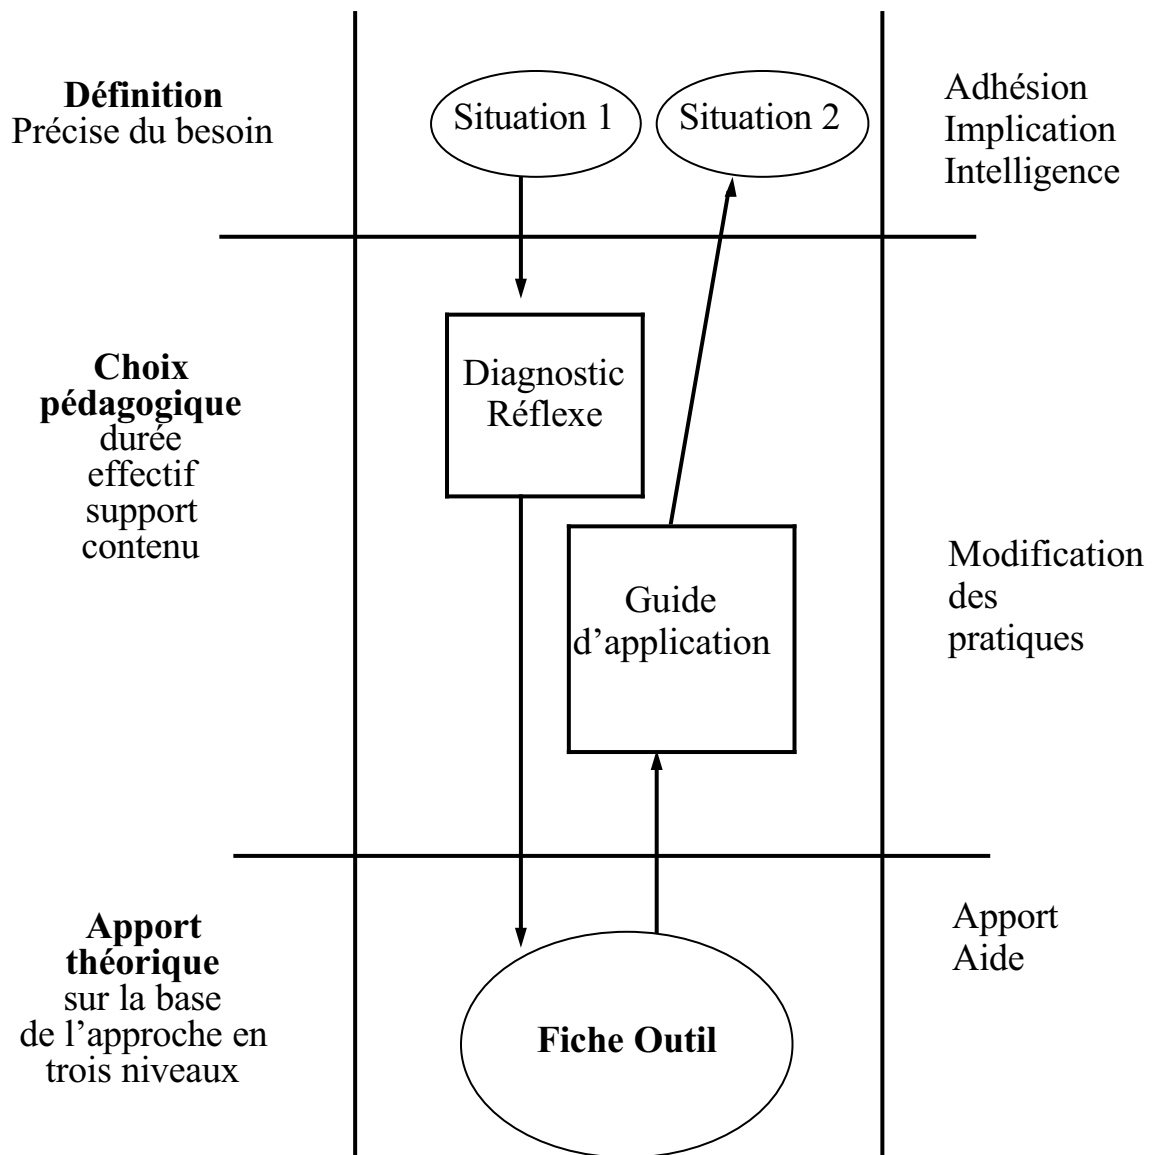 Définition
Précise du besoin
Situation 1
Situation 2
Adhésion
Implication
Intelligence
Choix
pédagogique
durée
effectif
support
contenu
Diagnostic
Réflexe
Guide
d’application
Modification
des
pratiques
Apport
théorique
sur la base
de l’approche en
trois niveaux
Fiche Outil
Apport
Aide